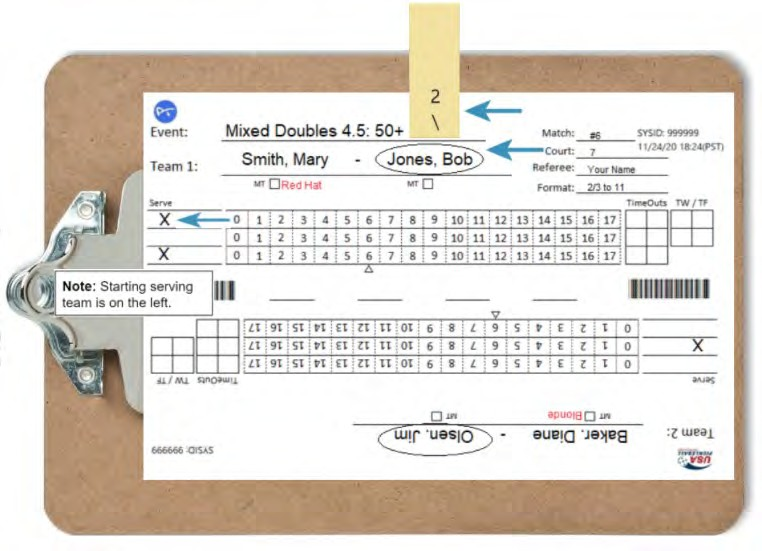 2
\
Event: Mixed Doubles 4.5: 50+
Match: #6 SYSID: 999999
Court: 7 11/24/20 18:24(PST)
Team 1: Smith, Mary - Jones, Bob
Referee: Your Name
MT Red Hat MT
Format: 2/3 to 11
Serve TimeOuts TW / TF
X 0 1 2 3 4 5 6 7 8 9 10 11 12 13 14 15 16 17
0 1 2 3 4 5 6 7 8 9 10 11 12 13 14 15 16 17
X 0 1 2 3 4 5 6 7 8 9 10 11 12 13 14 15 16 17
Note: Starting serving
team is on the left.
Team 2: Baker. Diane - Olsen. Jim
MT Blonde MT
SYSID: 999999
USA
PICKLEBALL
Serve TimeOuts TW / TF
0 1 2 3 4 5 6 7 8 9 10 11 12 13 14 15 16 17
X 0 1 2 3 4 5 6 7 8 9 10 11 12 13 14 15 16 17
0 1 2 3 4 5 6 7 8 9 10 11 12 13 14 15 16 17